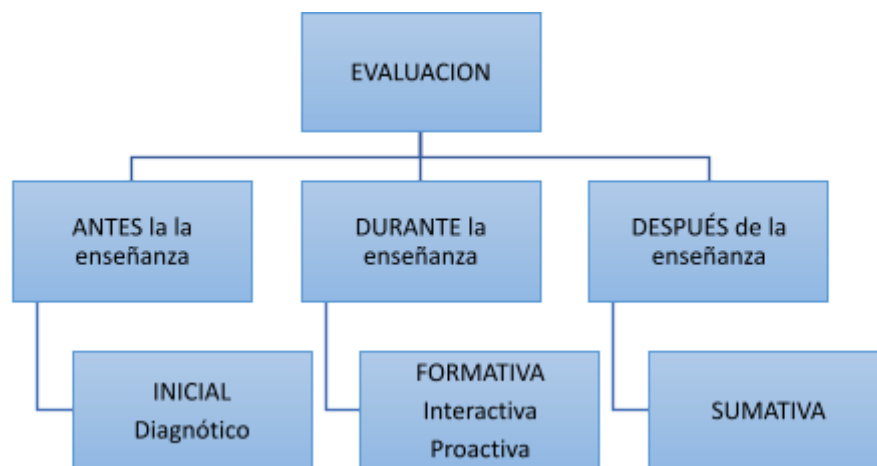 EVALUACION
ANTES la la
enseñanza
DURANTE la
enseñanza
DESPUÉS de la
enseñanza
INICIAL
Diagnótico
FORMATIVA
Interactiva
Proactiva
SUMATIVA